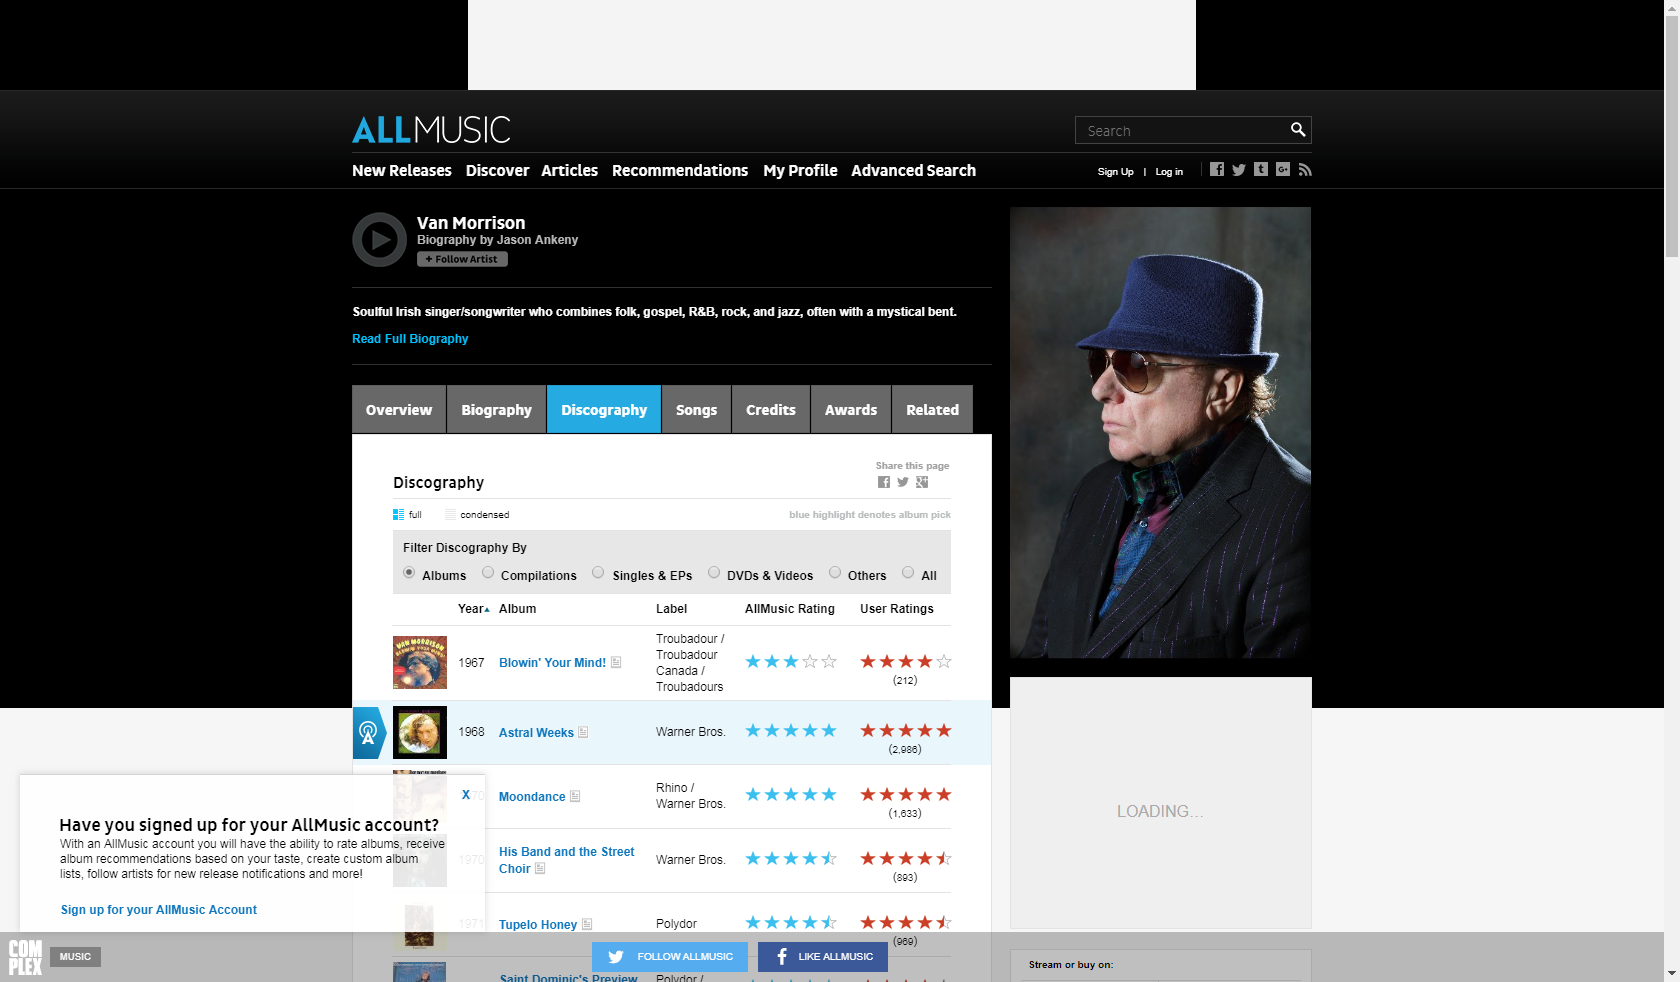 ALLMUSIC
Search
New Releases Discover Articles Recommendations My Profile Advanced Search
Sign Up | Log in
Van Morrison
Biography by Jason Ankeny
+ Follow Artist
Soulful Irish singer/songwriter who combines folk, gospel, R&B, rock, and jazz, often with a mystical bent.
Read Full Biography
Overview Biography Discography Songs Credits Awards Related
Share this page
Discography
full condensed blue highlight denotes album pick
Filter Discography By
Albums Compilations Singles & EPs DVDs & Videos Others All
Year Album Label AllMusic Rating User Ratings
VAN MORRISON
BLOWIN' YOUR MIND!
1967 Blowin' Your Mind!
Troubadour /
Troubadour
Canada /
Troubadours
(212)
1968 Astral Weeks Warner Bros.
(2,986)
1970 Moondance
Rhino /
Warner Bros.
(1,633)
1970 His Band and the Street
Choir
Warner Bros.
(893)
1971 Tupelo Honey Polydor
(969)
Saint Dominic's Preview Polydor /
X
Have you signed up for your AllMusic account?
With an AllMusic account you will have the ability to rate albums, receive
album recommendations based on your taste, create custom album
lists, follow artists for new release notifications and more!
Sign up for your AllMusic Account
LOADING...
Stream or buy on:
COM
PLEX
MUSIC
FOLLOW ALLMUSIC
LIKE ALLMUSIC